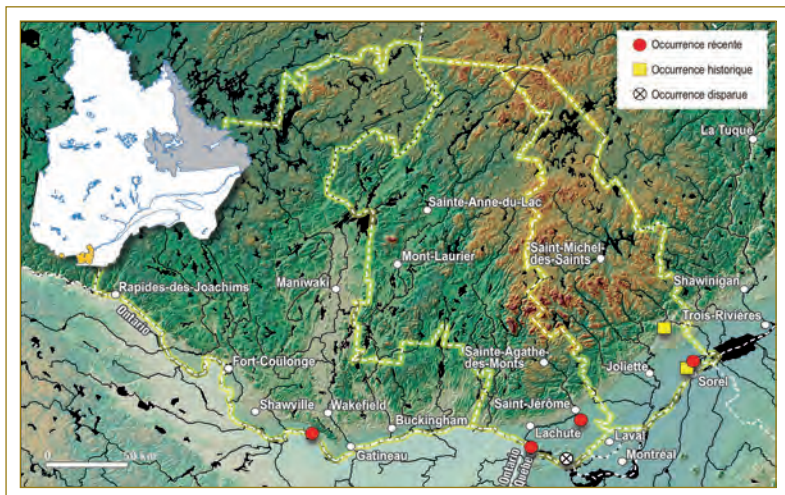 Occurrence récente
Occurrence historique
Occurrence disparue
La Tuque
Sainte-Anne-du-Lac
Saint-Michel
des-Saints
Mont-Laurier
Maniwaki
Rapides-des-Joachims
Shawinigan
Ontario
Trois-Rivières
Fort-Coulonge
Sainte-Agathe
des-Monts
Joliette
Sorel
Shawville
Wakefield
Buckingham
Saint-Jérôme
Lachute
Laval
Gatineau
Montréal
Ontario
Québec
0 50 km